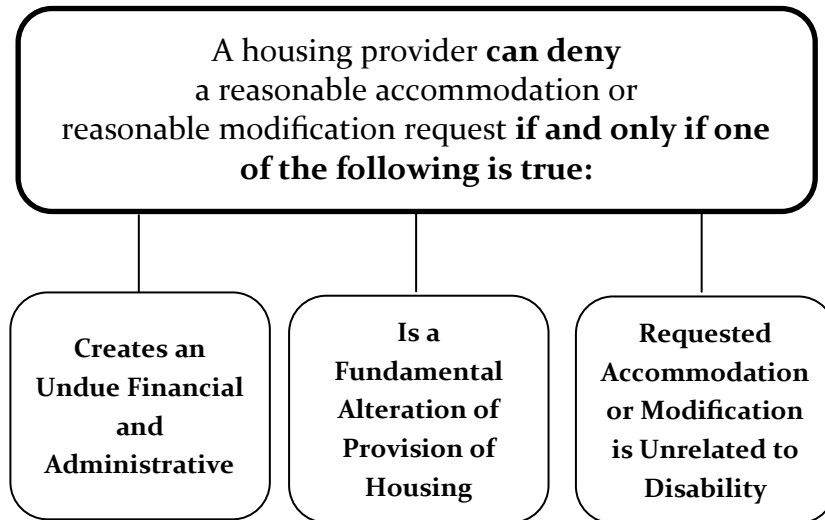 A housing provider can deny
a reasonable accommodation or
reasonable modification request if and only if one
of the following is true:
Creates an
Undue Financial
and
Administrative
Is a
Fundamental
Alteration of
Provision of
Housing
Requested
Accommodation
or Modification
is Unrelated to
Disability